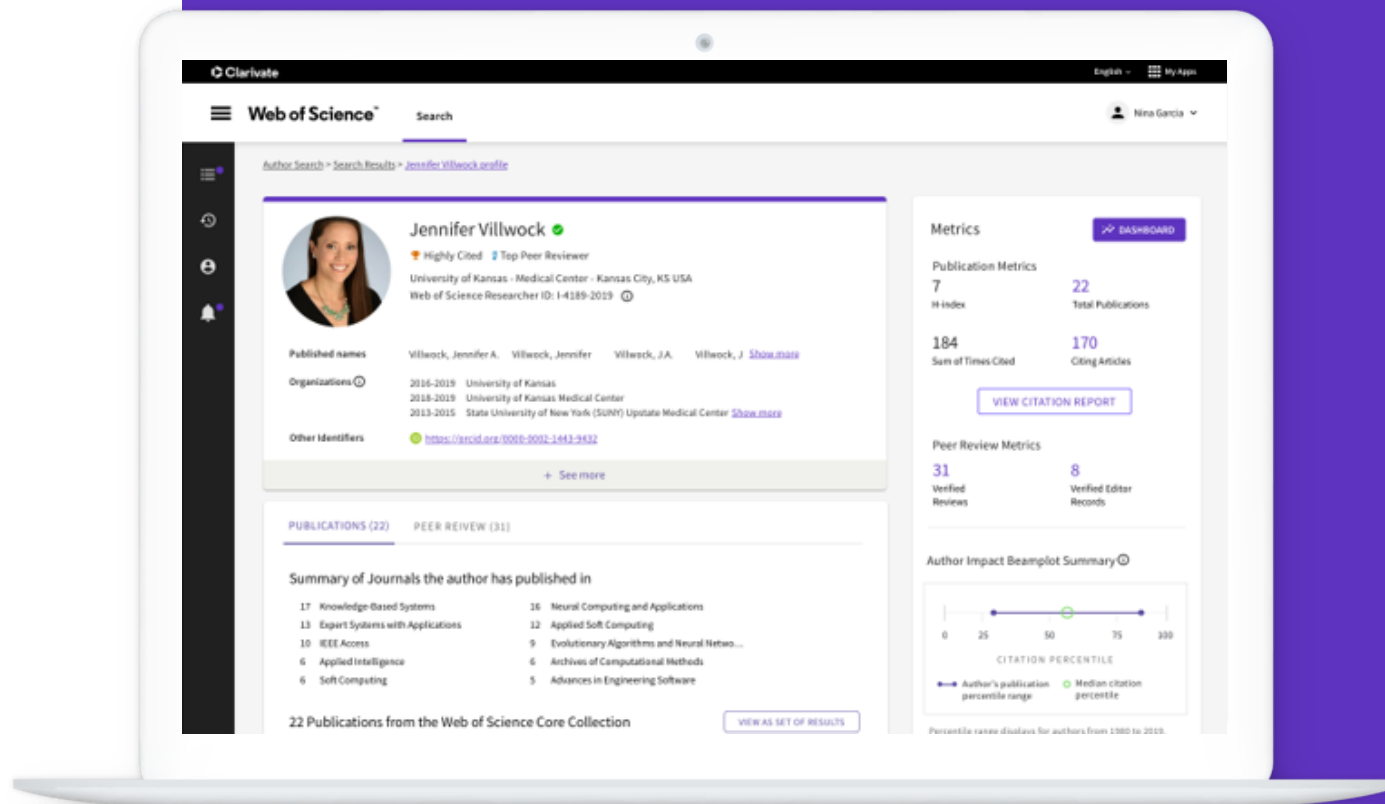 Clarivate
English
My Apps
Web of Science™
Search
Nina Garcia
Author Search > Search Results > Jennifer Villwock profile
Jennifer Villwock
Highly Cited Top Peer Reviewer
University of Kansas - Medical Center - Kansas City, KS USA
Web of Science Researcher ID: I-4189-2019
Published names Villwock, Jennifer A. Villwock, Jennifer Villwock, J.A. Villwock, J Show more
Organizations
2016-2019 University of Kansas
2018-2019 University of Kansas Medical Center
2013-2015 State University of New York (SUNY) Upstate Medical Center Show more
Other Identifiers https://orcid.org/0000-0002-1443-9432
+ See more
PUBLICATIONS (22) PEER REIVEW (31)
Summary of Journals the author has published in
17 Knowledge-Based Systems
13 Expert Systems with Applications
10 IEEE Access
6 Applied Intelligence
6 Soft Computing
16 Neural Computing and Applications
12 Applied Soft Computing
9 Evolutionary Algorithms and Neural Netwo...
6 Archives of Computational Methods
5 Advances in Engineering Software
22 Publications from the Web of Science Core Collection
VIEW AS SET OF RESULTS
Metrics
DASHBOARD
Publication Metrics
7 22
H-index Total Publications
184 170
Sum of Times Cited Citing Articles
VIEW CITATION REPORT
Peer Review Metrics
31 8
Verified Reviews
Verified Editor Records
Author Impact Beamplot Summary
0 25 50 75 100
CITATION PERCENTILE
Author's publication percentile range
Median citation percentile
Percentile range displays for authors from 1980 to 2019.